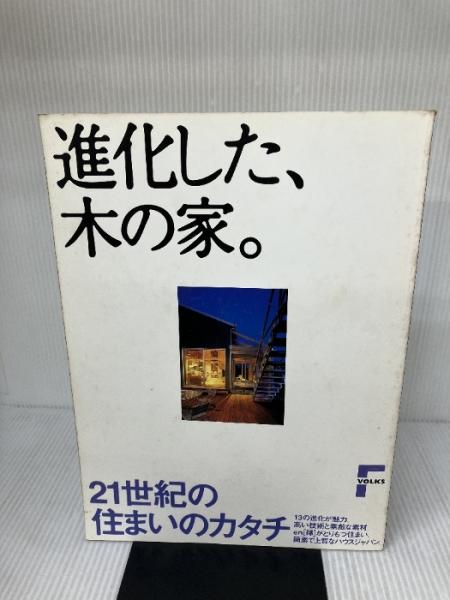 進化した、
木の家。
21世紀の
住まいのカタチ
VOLKS
13の進化が魅力
高い技術と素敵な素材
en[縁]がとりもつ住まい
簡素で上質なハウスジャパン